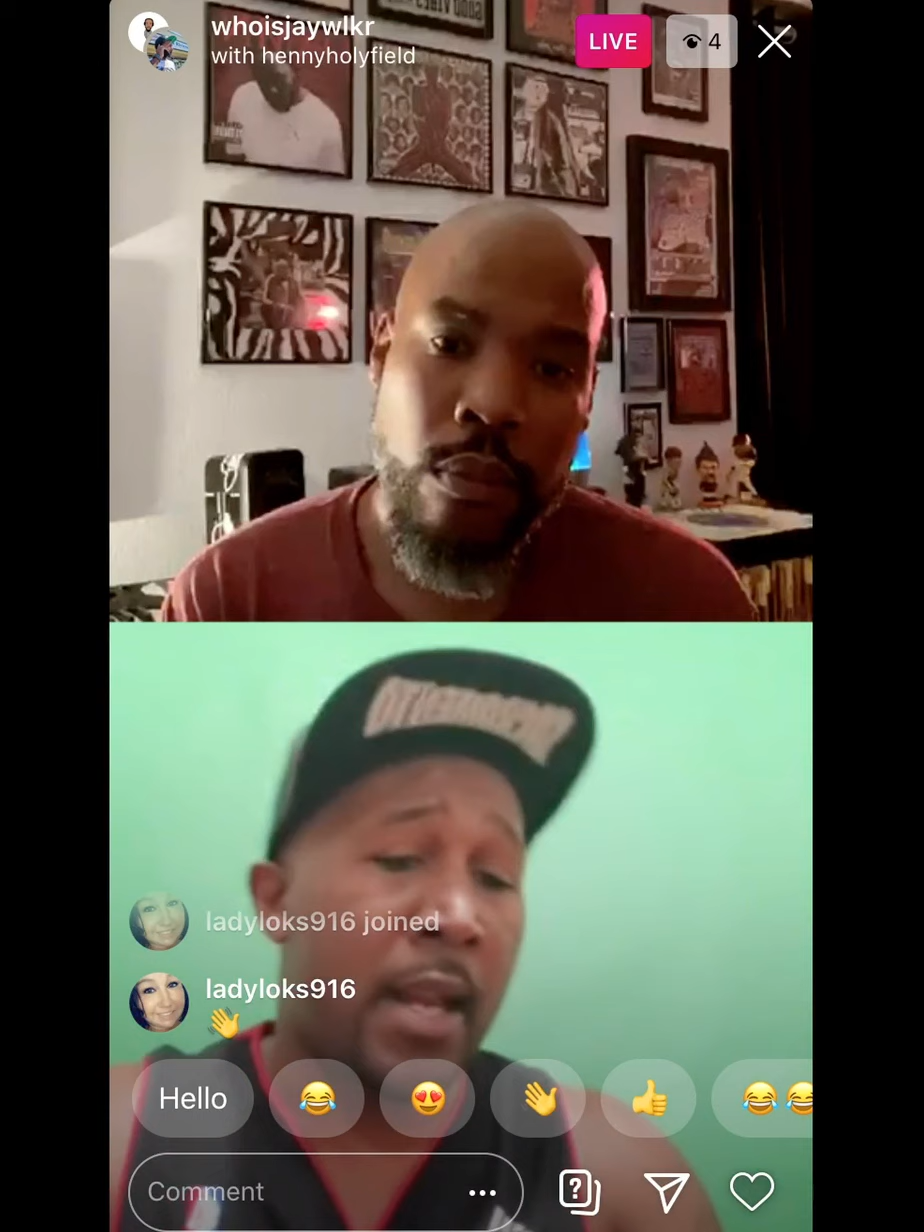 whoisjaywlkr
with hennyholyfield
LIVE
4
ladyloks916 joined
ladyloks916
Hello
Comment